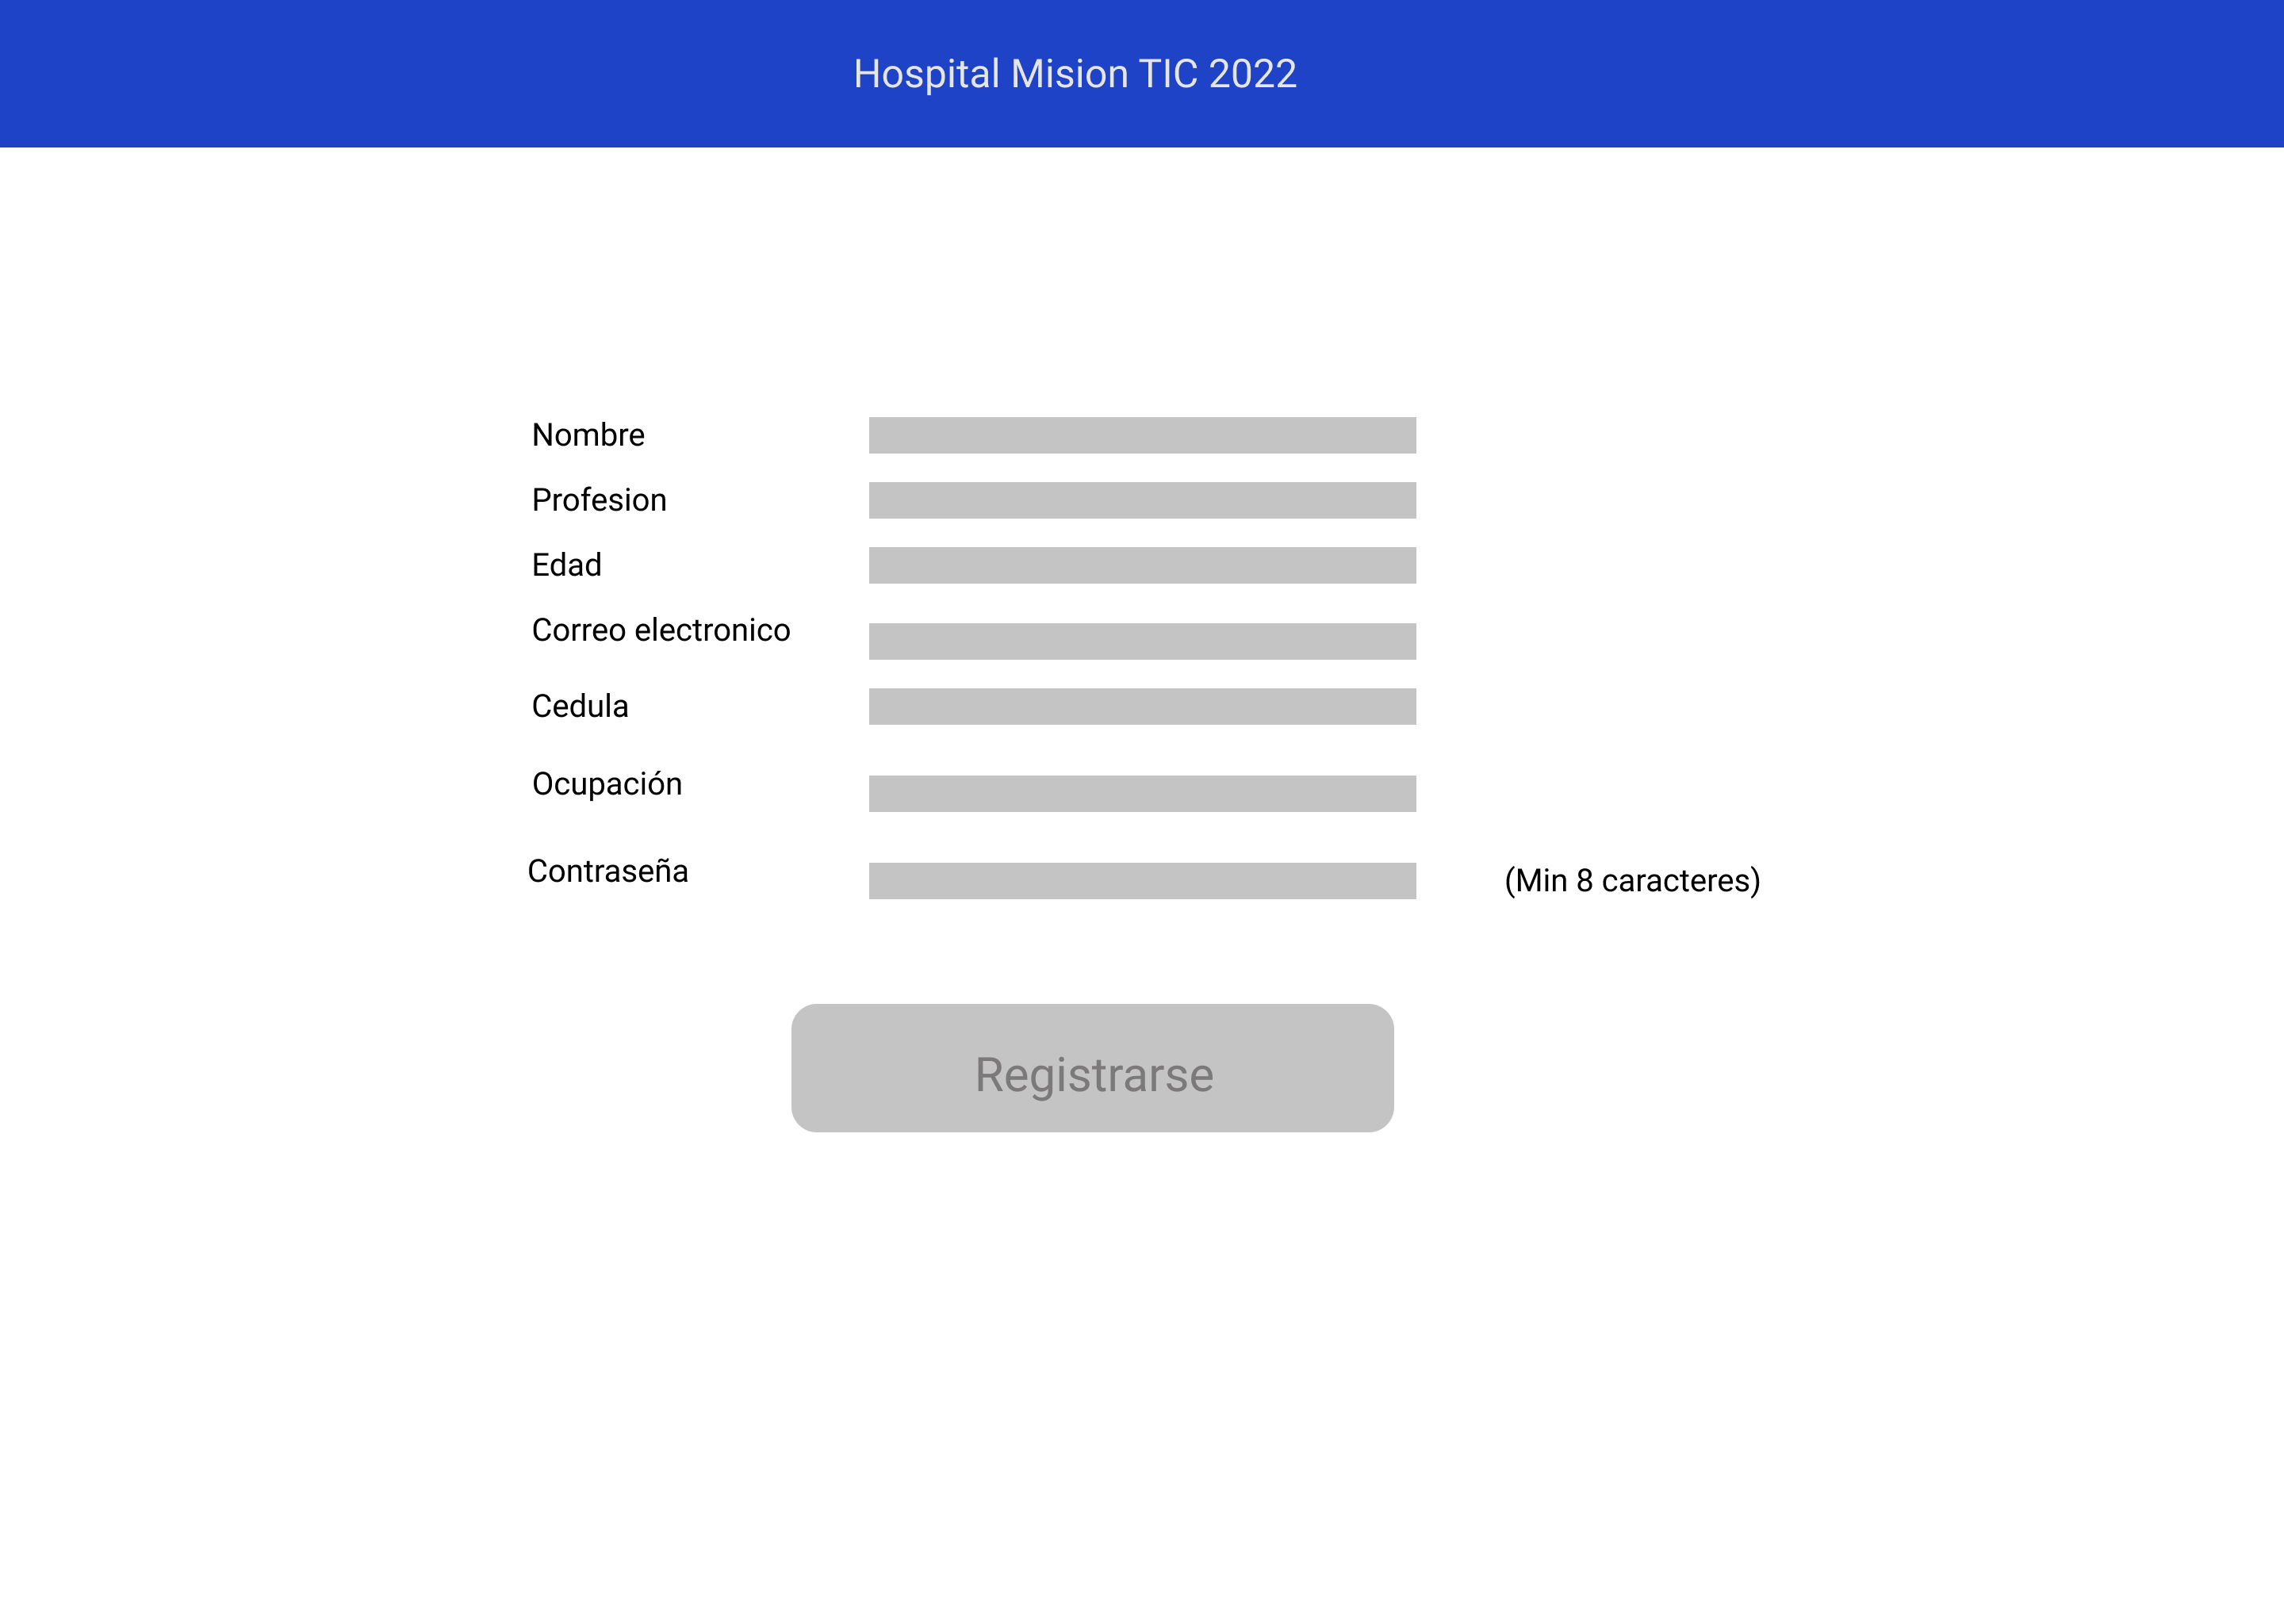 Hospital Mision TIC 2022
Nombre
Profesion
Edad
Correo electronico
Cedula
Ocupación
Contraseña (Min 8 caracteres)
Registrarse